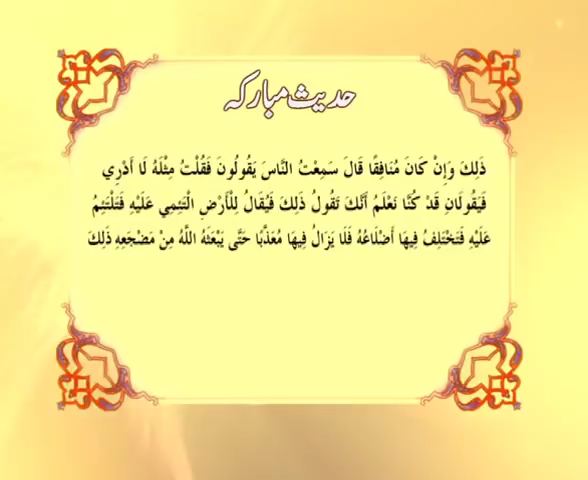 حدیث مبارکہ
ذَلِكَ وَإِنْ كَانَ مُنَافِقًا قَالَ سَمِعْتُ النَّاسَ يَقُولُونَ فَقُلْتُ مِثْلَهُ لَا أَدْرِي
فَيَقُولَانِ قَدْ كُنَّا نَعْلَمُ أَنَّكَ تَقُولُ ذَلِكَ فَيُقَالُ لِلْأَرْضِ الْتَئِمِي عَلَيْهِ فَتَلْتَئِمُ
عَلَيْهِ فَتَخْتَلِفُ فِيهَا أَضْلَاعُهُ فَلَا يَزَالُ فِيهَا مُعَذَّبًا حَتَّى يَبْعَثَهُ اللَّهُ مِنْ مَضْجَعِهِ ذَلِكَ